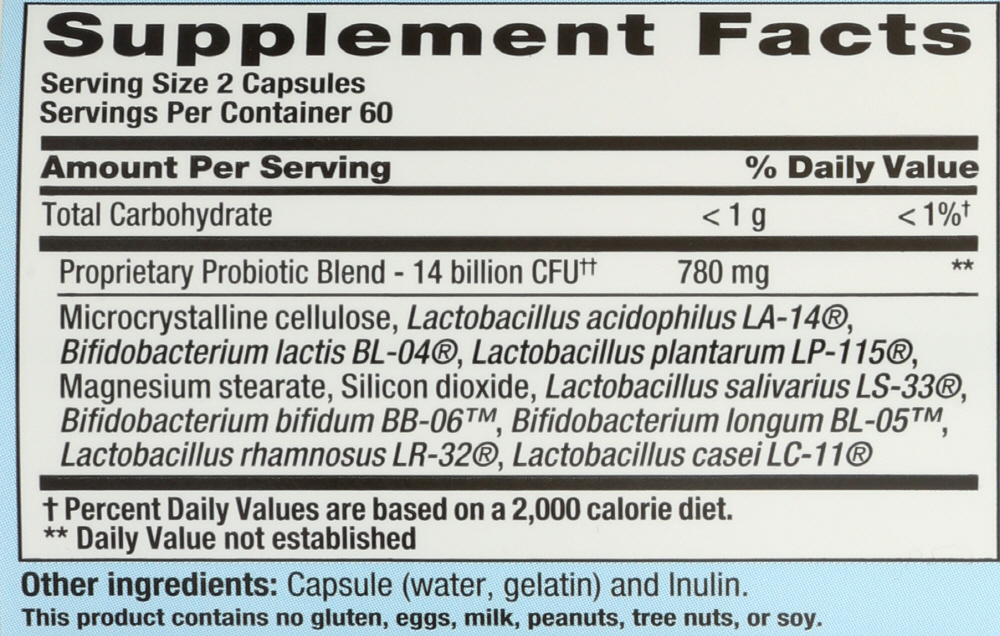 Supplement Facts
Serving Size 2 Capsules
Servings Per Container 60
Amount Per Serving % Daily Value
Total Carbohydrate < 1 g < 1%†
Proprietary Probiotic Blend - 14 billion CFU†† 780 mg **
Microcrystalline cellulose, Lactobacillus acidophilus LA-14®,
Bifidobacterium lactis BL-04®, Lactobacillus plantarum LP-115®,
Magnesium stearate, Silicon dioxide, Lactobacillus salivarius LS-33®,
Bifidobacterium bifidum BB-06™, Bifidobacterium longum BL-05™,
Lactobacillus rhamnosus LR-32®, Lactobacillus casei LC-11®
† Percent Daily Values are based on a 2,000 calorie diet.
** Daily Value not established
Other ingredients: Capsule (water, gelatin) and Inulin.
This product contains no gluten, eggs, milk, peanuts, tree nuts, or soy.